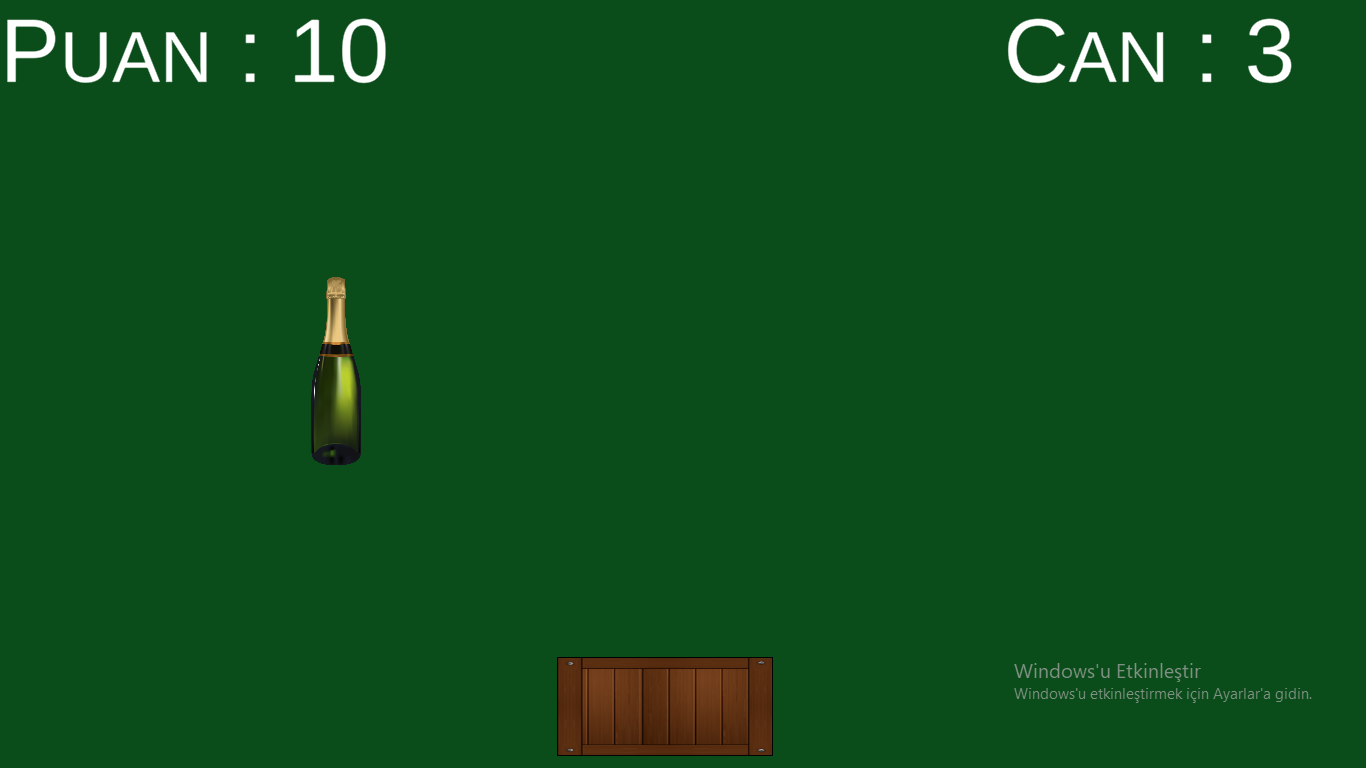 PUAN : 10
CAN : 3
Windows'u Etkinleştir
Windows'u etkinleştirmek için Ayarlar'a gidin.